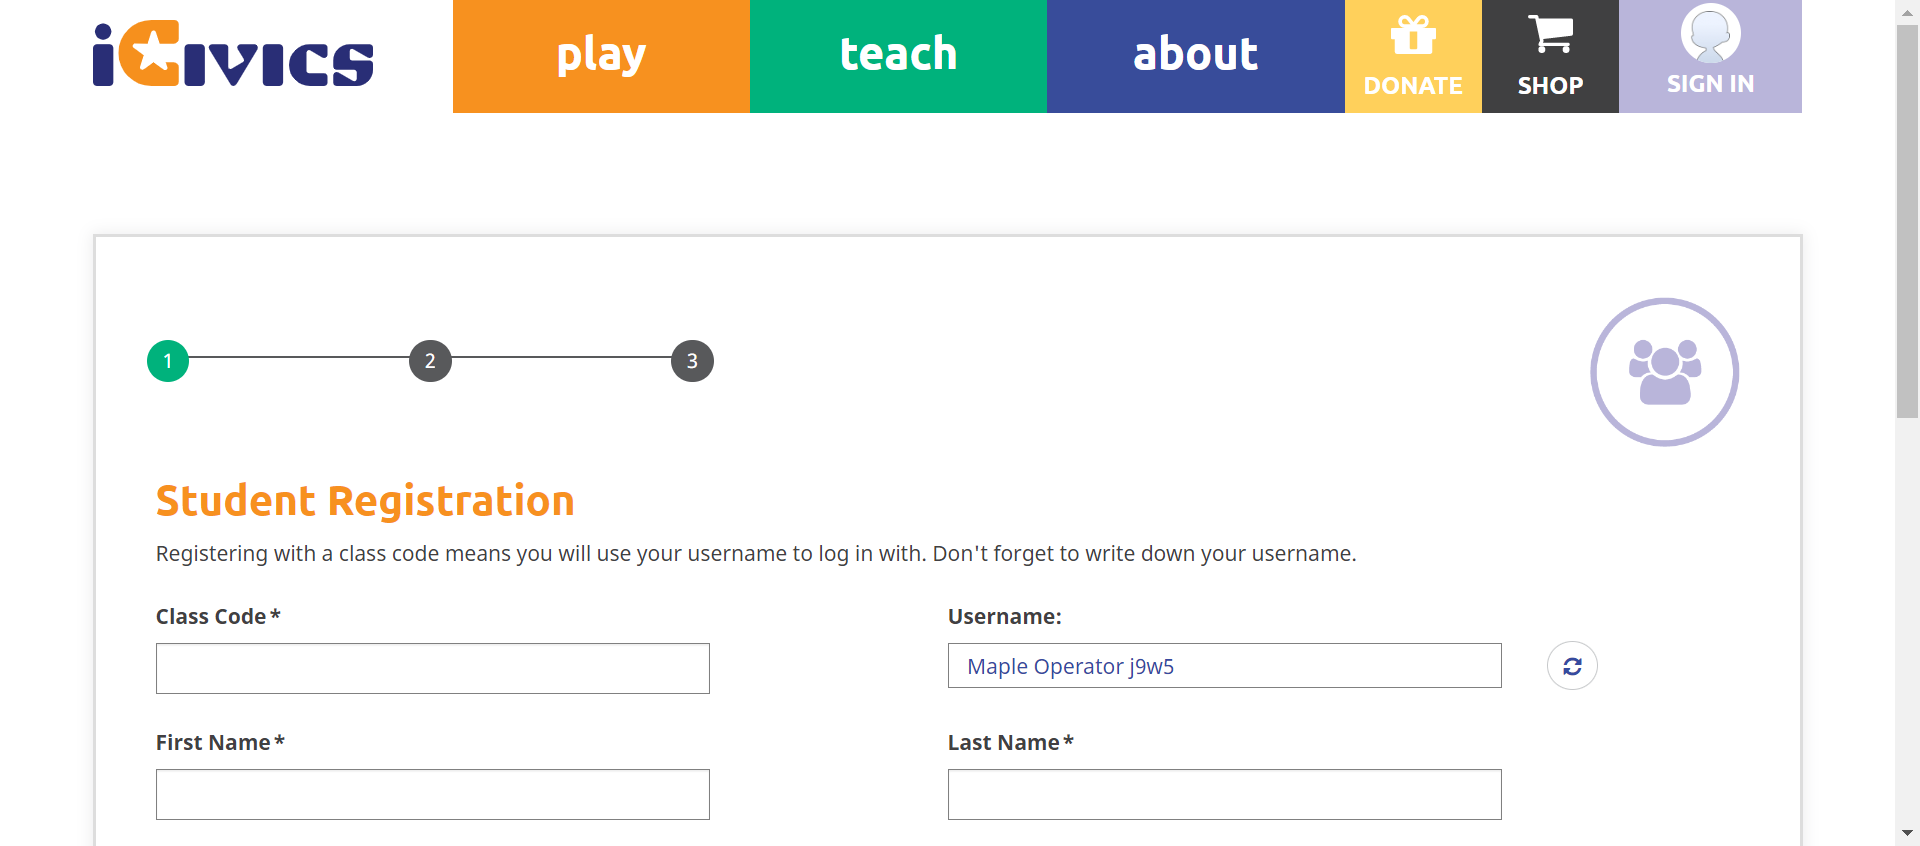 iCivics
play
teach
about
DONATE
SHOP
SIGN IN
1
2
3
Student Registration
Registering with a class code means you will use your username to log in with. Don't forget to write down your username.
Class Code*
Username:
Maple Operator j9w5
First Name*
Last Name*